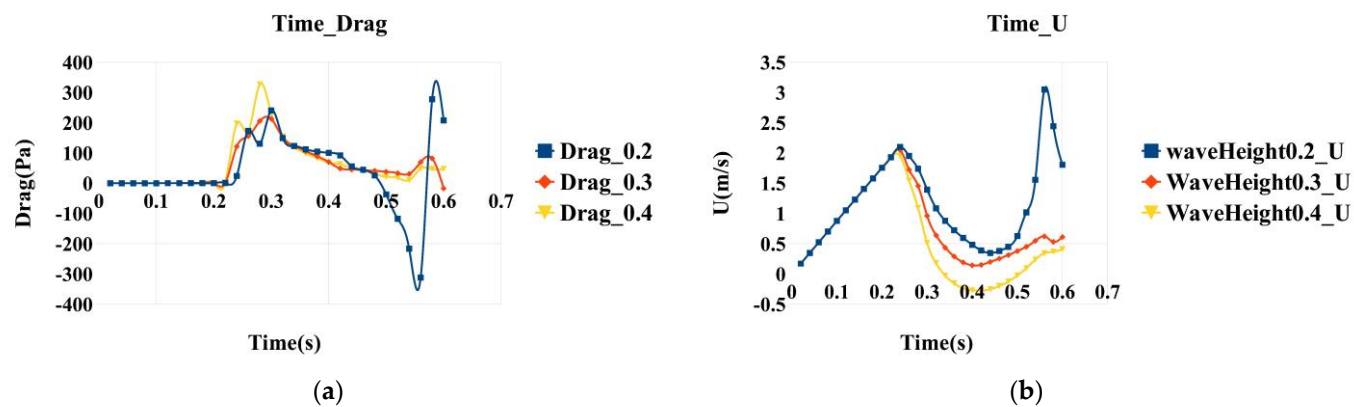 Time_Drag
400
300
200
100
0
-100
-200
-300
-400
Drag(Pa)
0 0.1 0.2 0.3 0.4 0.5 0.6 0.7
Time(s)
Drag_0.2
Drag_0.3
Drag_0.4
(a)
Time_U
3.5
3
2.5
2
1.5
1
0.5
0
-0.5
U(m/s)
0 0.1 0.2 0.3 0.4 0.5 0.6 0.7
Time(s)
waveHeight0.2_U
WaveHeight0.3_U
WaveHeight0.4_U
(b)